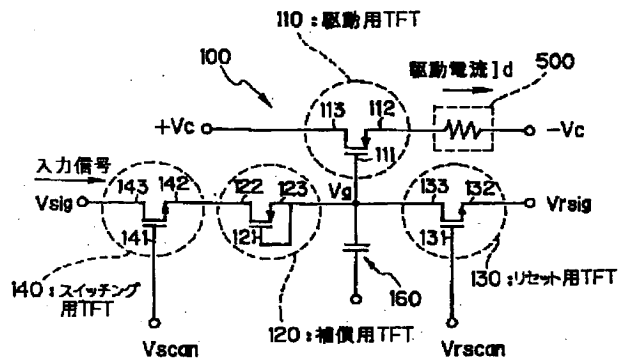 110:駆動用TFT
100
駆動電流Id
500
113
112
+Vc
-Vc
111
入力信号
Vsig
143
142
122
123
Vg
133
132
Vrsig
141
121
131
160
140:スイッチング
用TFT
130:リセット用TFT
120:補償用TFT
Vscan
Vrscan